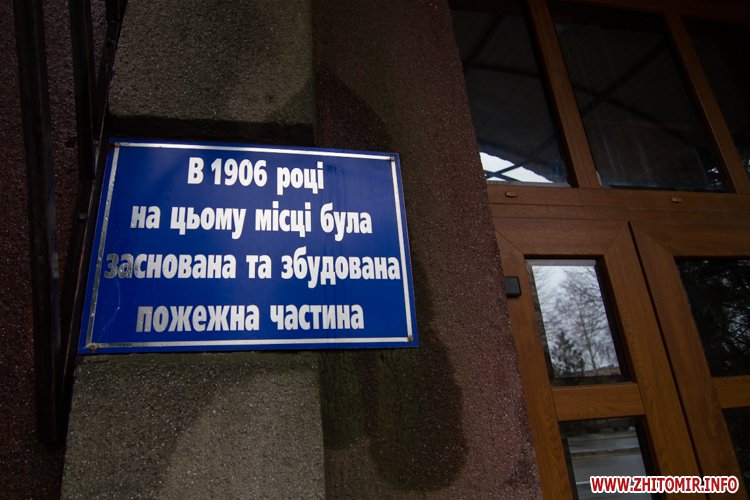 В 1906 році
на цьому місці була
заснована та збудована
пожежна частина
WWW.ZHITOMIR.INFO